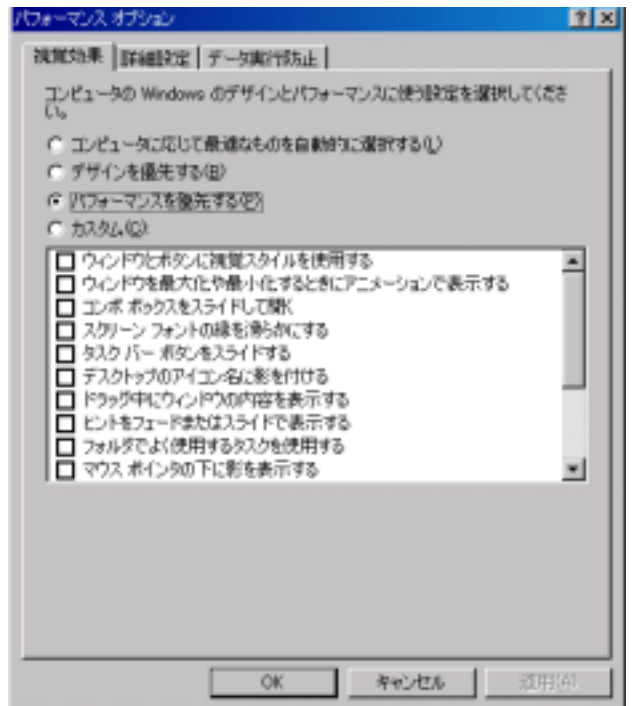 パフォーマンス オプション
視覚効果 詳細設定 データ実行防止
コンピュータの Windows のデザインとパフォーマンスに使う設定を選択してくださ
い。
コンピュータに応じて最適なものを自動的に選択する(L)
デザインを優先する(B)
パフォーマンスを優先する(P)
カスタム(C)
ウィンドウとボタンに視覚スタイルを使用する
ウィンドウを最大化や最小化するときにアニメーションで表示する
コンボ ボックスをスライドして開く
スクリーン フォントの縁を滑らかにする
タスク バー ボタンをスライドする
デスクトップのアイコン名に影を付ける
ドラッグ中にウィンドウの内容を表示する
ヒントをフェードまたはスライドで表示する
フォルダでよく使用するタスクを使用する
マウス ポインタの下に影を表示する
OK キャンセル 適用(A)